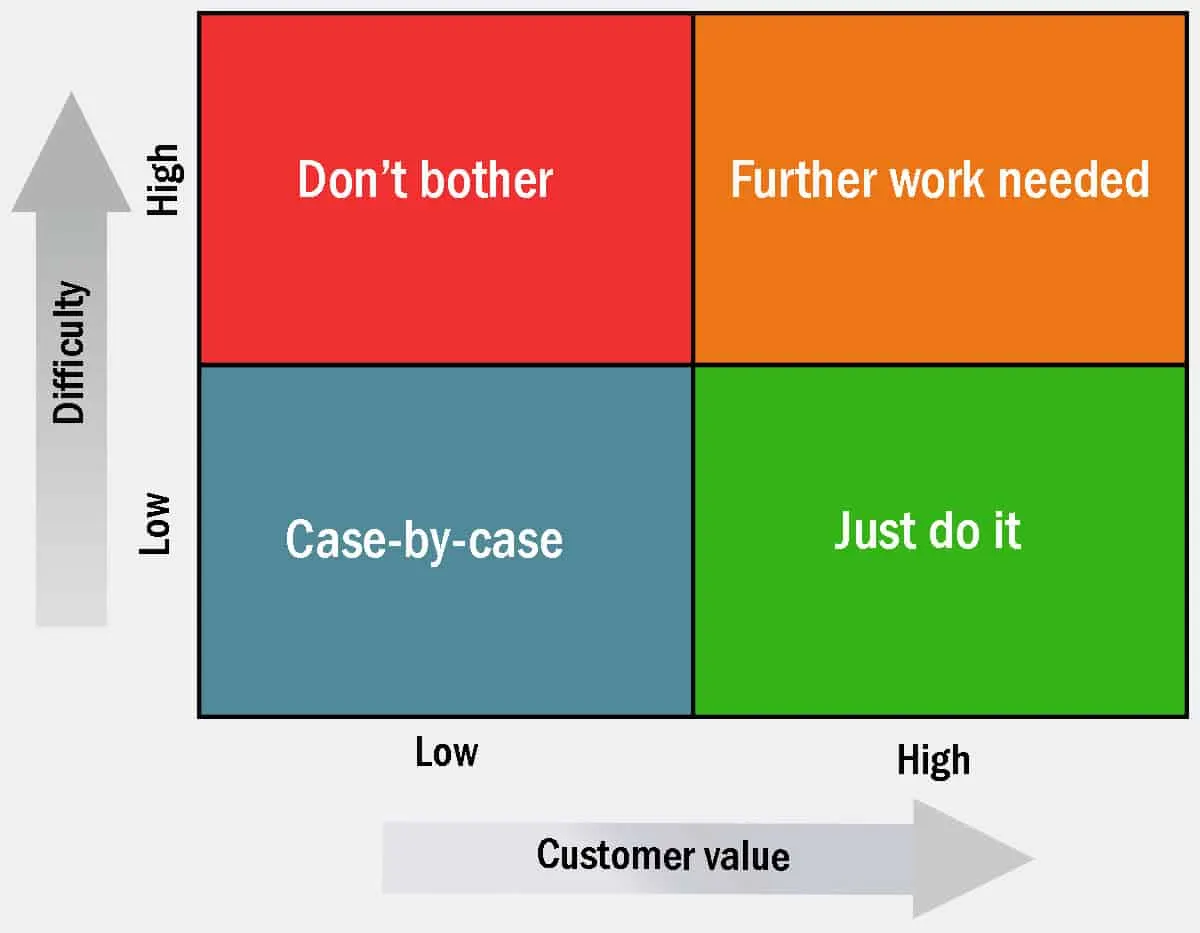 High
Don’t bother
Further work needed
Difficulty
Low
Case-by-case
Just do it
Low
High
Customer value